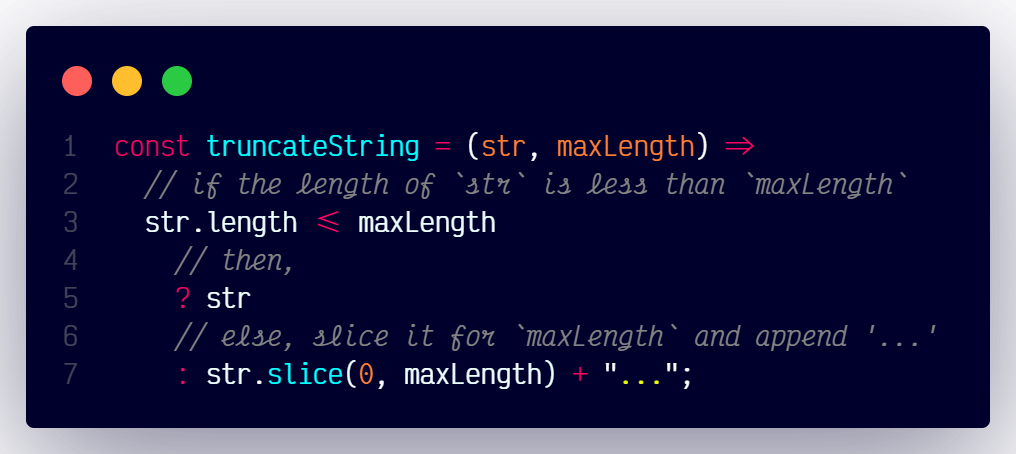 1 const truncateString = (str, maxLength) =>
2 // if the length of `str` is less than `maxLength`
3 str.length <= maxLength
4 // then,
5 ? str
6 // else, slice it for `maxLength` and append '...'
7 : str.slice(0, maxLength) + "...";